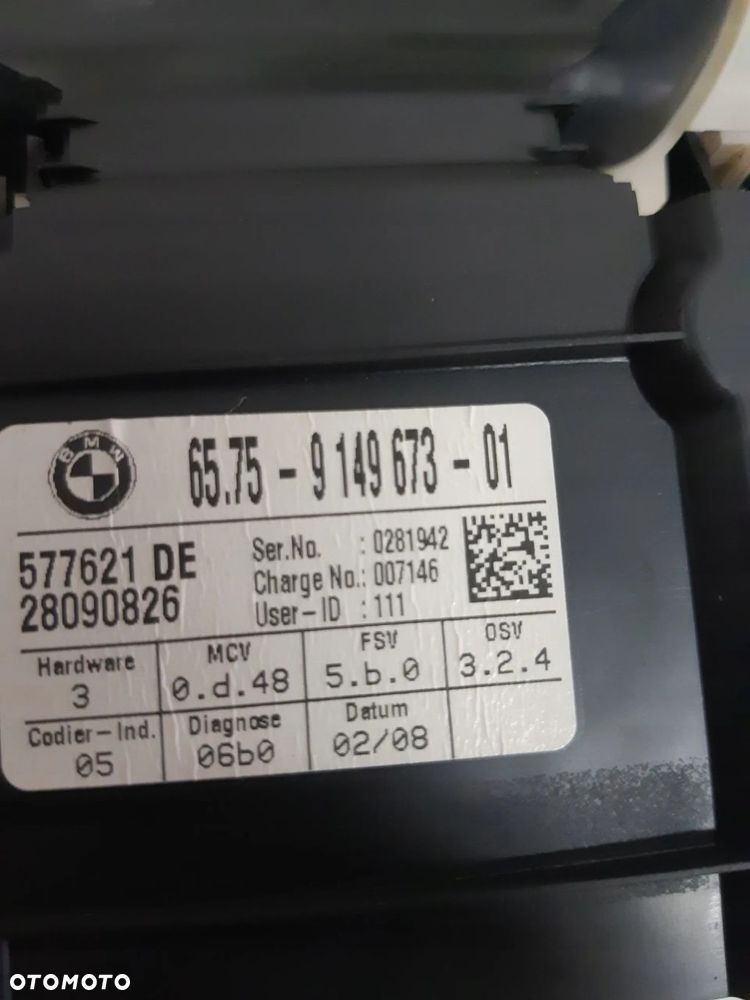 BMW
65.75 - 9 149 673 - 01
577621 DE
28090826
Ser.No. : 0281942
Charge No.: 007146
User-ID : 111
Hardware MCV FSV OSV
3 0.d.48 5.b.0 3.2.4
Codier-Ind. Diagnose Datum
05 06b0 02/08
OTOMOTO